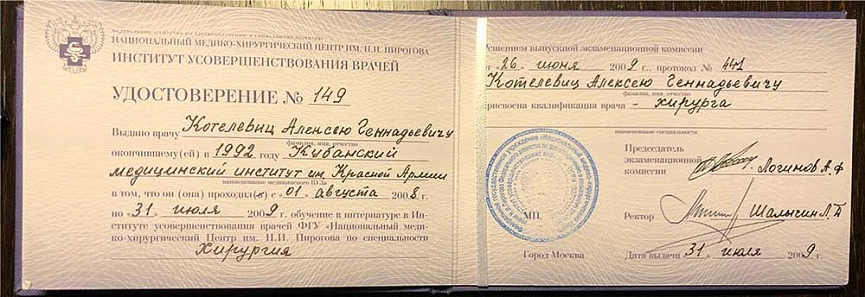 НАЦИОНАЛЬНЫЙ МЕДИКО-ХИРУРГИЧЕСКИЙ ЦЕНТР ИМ. Н.И. ПИРОГОВА
ИНСТИТУТ УСОВЕРШЕНСТВОВАНИЯ ВРАЧЕЙ
УДОСТОВЕРЕНИЕ № 149
Выдано врачу Котелевиц Алексею Геннадьевичу
фамилия, имя, отчество
окончившему(ей) в 1992 году Кубанский
медицинский институт им Красной Армии
наименование медицинского ВУЗа
в том, что он (она) проходил(а) с 01 августа 2008 г.
по 31 июля 2009 г. обучение в интернатуре в Ин-
ституте усовершенствования врачей ФГУ «Национальный меди-
ко-хирургический Центр им. Н.И. Пирогова по специальности
Хирургия
Решением выпускной экзаменационной комиссии
от 26 июня 2009 г., протокол № 441
Котелевиц Алексею Геннадьевичу
фамилия, имя, отчество
присвоена квалификация врача - хирурга
наименование специальности
Председатель
экзаменационной
комиссии Логинов А.Ф
МП.
Ректор Шалыгин Л.Д
Город Москва Дата выдачи 31 июля 2009 г.